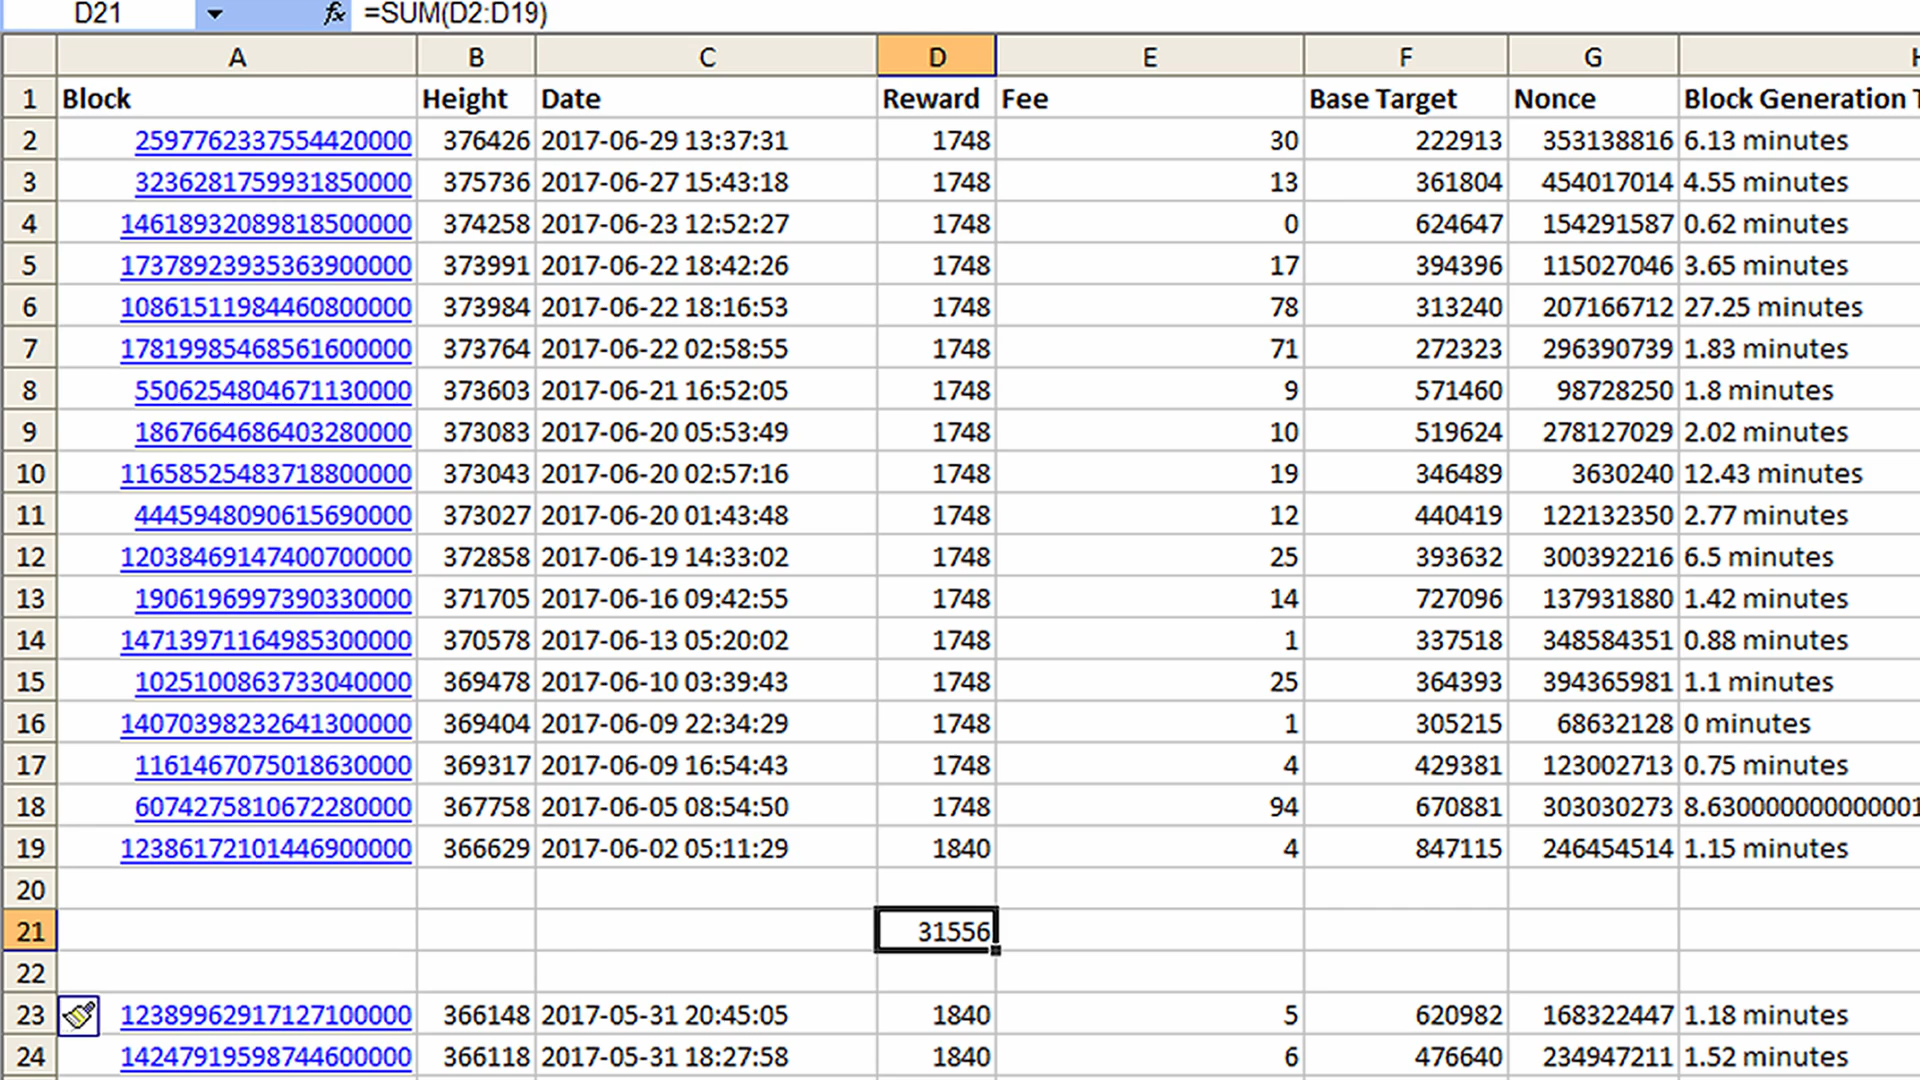 D21 fx =SUM(D2:D19)
A B C D E F G
1 Block Height Date Reward Fee Base Target Nonce Block Generation
2 2597762337554420000 376426 2017-06-29 13:37:31 1748 30 222913 353138816 6.13 minutes
3 3236281759931850000 375736 2017-06-27 15:43:18 1748 13 361804 454017014 4.55 minutes
4 14618932089818500000 374258 2017-06-23 12:52:27 1748 0 624647 154291587 0.62 minutes
5 17378923935363900000 373991 2017-06-22 18:42:26 1748 17 394396 115027046 3.65 minutes
6 10861511984460800000 373984 2017-06-22 18:16:53 1748 78 313240 207166712 27.25 minutes
7 17819985468561600000 373764 2017-06-22 02:58:55 1748 71 272323 296390739 1.83 minutes
8 5506254804671130000 373603 2017-06-21 16:52:05 1748 9 571460 98728250 1.8 minutes
9 1867664686403280000 373083 2017-06-20 05:53:49 1748 10 519624 278127029 2.02 minutes
10 11658525483718800000 373043 2017-06-20 02:57:16 1748 19 346489 3630240 12.43 minutes
11 4445948090615690000 373027 2017-06-20 01:43:48 1748 12 440419 122132350 2.77 minutes
12 12038469147400700000 372858 2017-06-19 14:33:02 1748 25 393632 300392216 6.5 minutes
13 1906196997390330000 371705 2017-06-16 09:42:55 1748 14 727096 137931880 1.42 minutes
14 14713971164985300000 370578 2017-06-13 05:20:02 1748 1 337518 348584351 0.88 minutes
15 1025100863733040000 369478 2017-06-10 03:39:43 1748 25 364393 394365981 1.1 minutes
16 14070398232641300000 369404 2017-06-09 22:34:29 1748 1 305215 68632128 0 minutes
17 1161467075018630000 369317 2017-06-09 16:54:43 1748 4 429381 123002713 0.75 minutes
18 6074275810672280000 367758 2017-06-05 08:54:50 1748 94 670881 303030273 8.630000000000001
19 12386172101446900000 366629 2017-06-02 05:11:29 1840 4 847115 246454514 1.15 minutes
20
21 31556
22
23 12389962917127100000 366148 2017-05-31 20:45:05 1840 5 620982 168322447 1.18 minutes
24 14247919598744600000 366118 2017-05-31 18:27:58 1840 6 476640 234947211 1.52 minutes